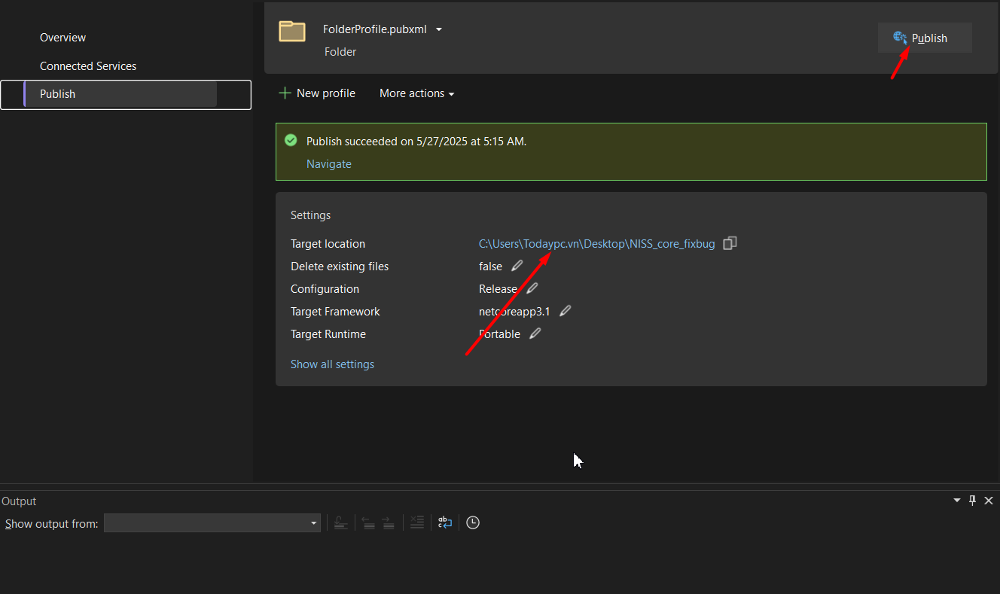 Overview
Connected Services
Publish
FolderProfile.pubxml
Folder
Publish
New profile
More actions
Publish succeeded on 5/27/2025 at 5:15 AM.
Navigate
Settings
Target location C:\Users\Todaypc.vn\Desktop\NISS_core_fixbug
Delete existing files false
Configuration Release
Target Framework netcoreapp3.1
Target Runtime Portable
Show all settings
Output
Show output from: